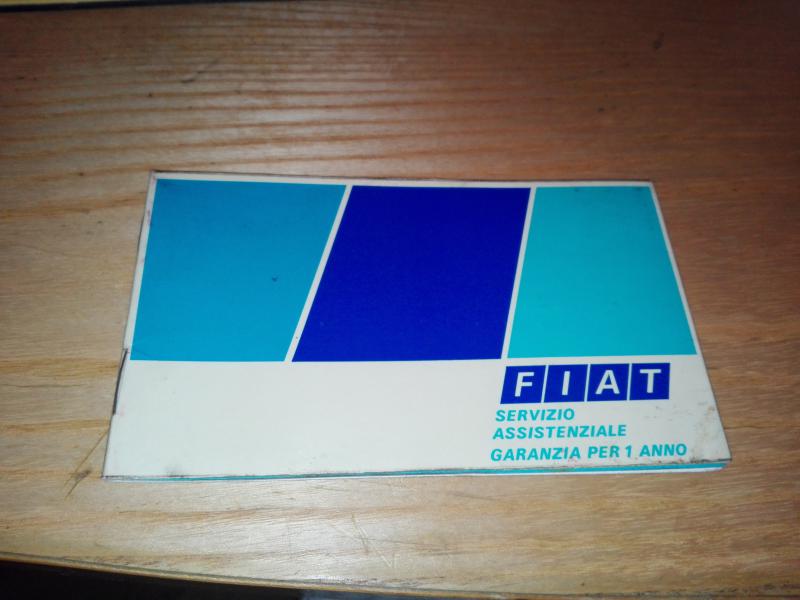 FIAT
SERVIZIO
ASSISTENZIALE
GARANZIA PER 1 ANNO